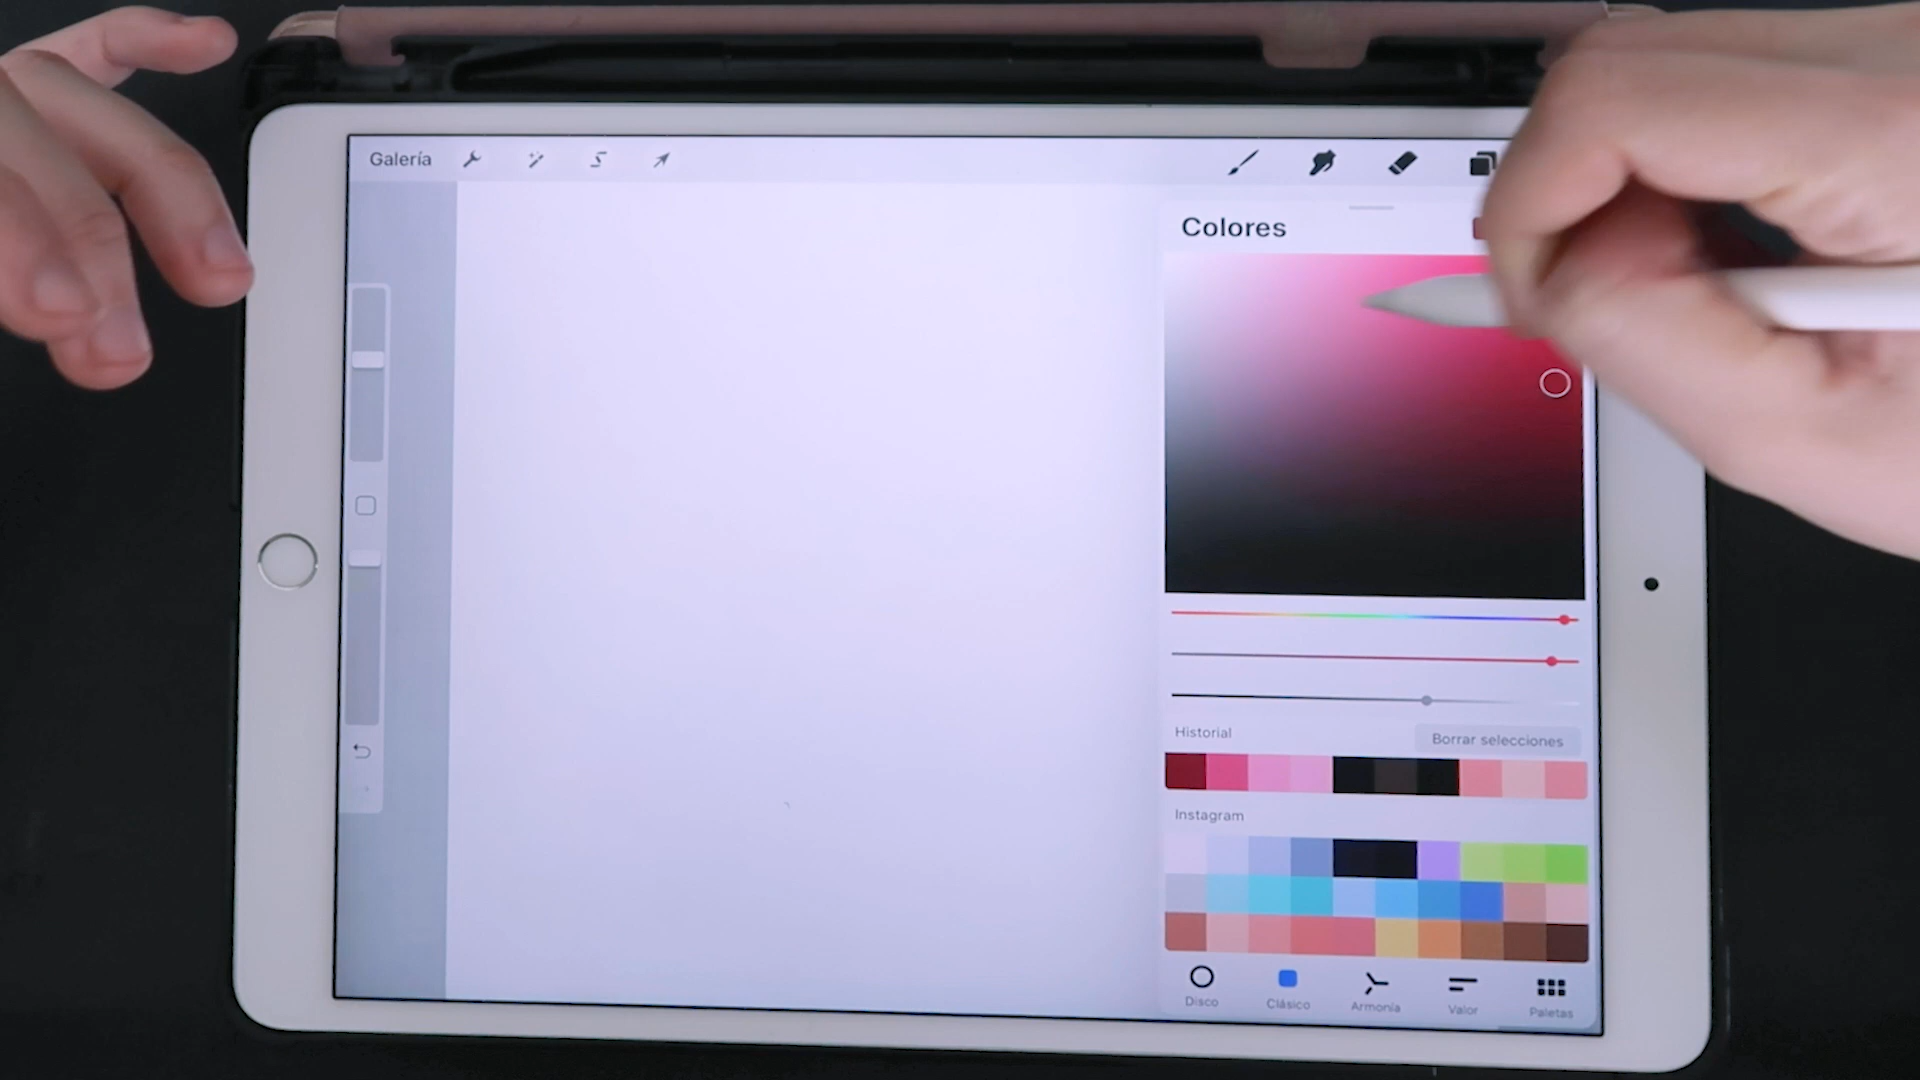 Galería
Colores
Historial
Borrar selecciones
Instagram
Disco
Clásico
Armonía
Valor
Paletas